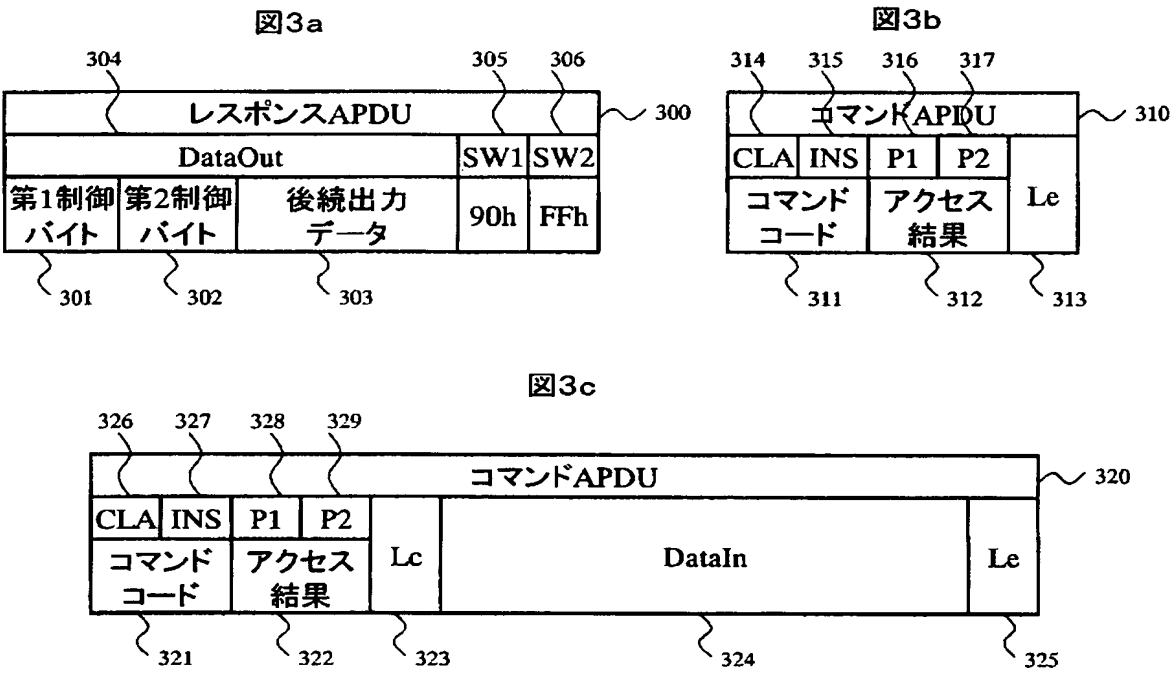 図3a
304
305
306
レスポンスAPDU
300
DataOut
SW1
SW2
第1制御
バイト
第2制御
バイト
後続出力
データ
90h
FFh
301
302
303
図3b
314
315
316
317
コマンドAPDU
310
CLA
INS
P1
P2
Le
コマンド
コード
アクセス
結果
311
312
313
図3c
326
327
328
329
コマンドAPDU
320
CLA
INS
P1
P2
Lc
DataIn
Le
コマンド
コード
アクセス
結果
321
322
323
324
325